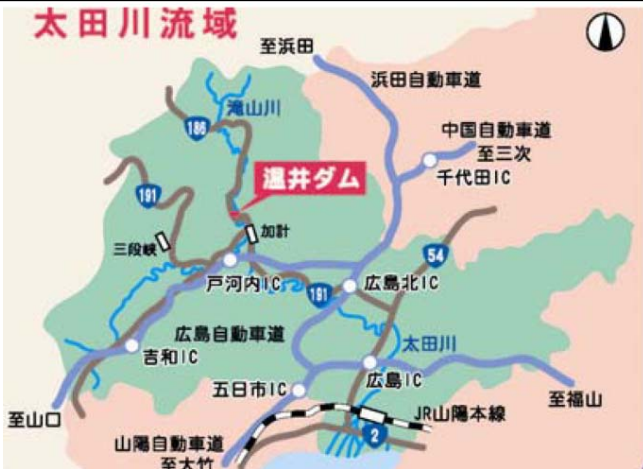 太田川流域
至浜田
浜田自動車道
滝山川
186
中国自動車道
至三次
千代田IC
温井ダム
191
加計
三段峡
54
戸河内IC
191
広島北IC
広島自動車道
太田川
吉和IC
広島IC
五日市IC
至福山
至山口
JR山陽本線
2
山陽自動車道
至大竹